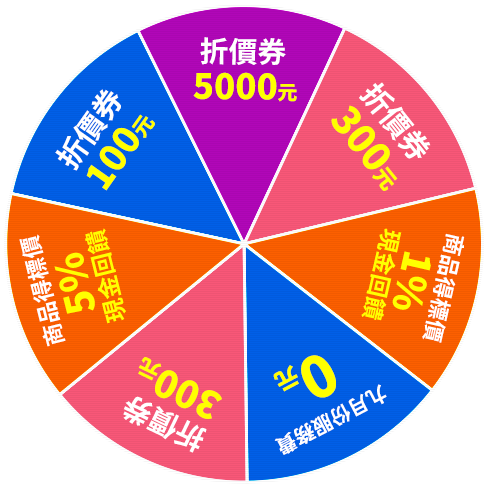 折價券
5000元
折價券
300元
商品得標價
1%
現金回饋
九月份服務費
0元
折價券
300元
商品得標價
5%
現金回饋
折價券
100元